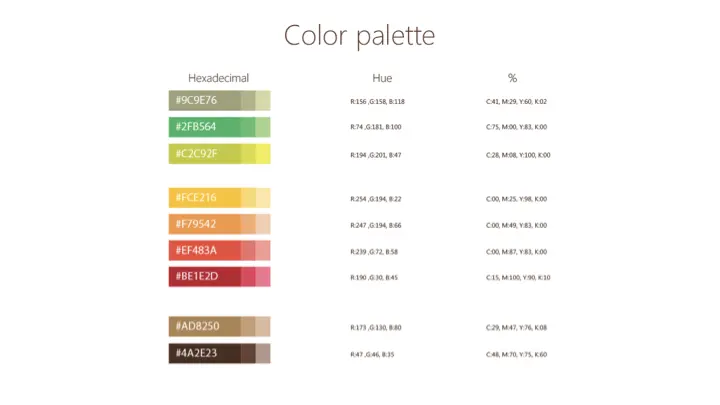 Color palette
Hexadecimal Hue %
#9C9E76 R:156 ,G:158, B:118 C:41, M:29, Y:60, K:02
#2FB564 R:74 ,G:181, B:100 C:75, M:00, Y:83, K:00
#C2C92F R:194 ,G:201, B:47 C:28, M:08, Y:100, K:00
#FCE216 R:254 ,G:194, B:22 C:00, M:25, Y:98, K:00
#F79542 R:247 ,G:194, B:66 C:00, M:49, Y:83, K:00
#EF483A R:239 ,G:72, B:58 C:00, M:87, Y:83, K:00
#BE1E2D R:190 ,G:30, B:45 C:15, M:100, Y:90, K:10
#AD8250 R:173 ,G:130, B:80 C:29, M:47, Y:76, K:08
#4A2E23 R:47 ,G:46, B:35 C:48, M:70, Y:75, K:60